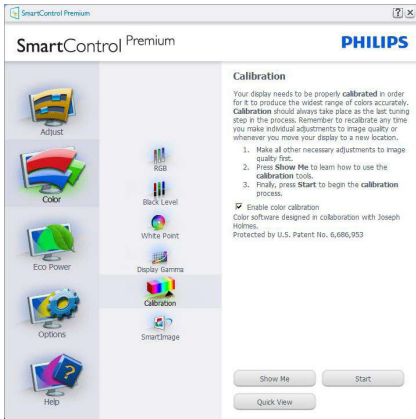 SmartControl Premium
SmartControl Premium
PHILIPS
Adjust
Color
Eco Power
Options
Help
RGB
Black Level
White Point
Display Gamma
Calibration
SmartImage
Calibration
Your display needs to be properly calibrated in order
for it to produce the widest range of colors accurately.
Calibration should always take place as the last tuning
step in the process. Remember to recalibrate any time
you make individual adjustments to image quality or
whenever you move your display to a new location.
1. Make all other necessary adjustments to image
quality first.
2. Press Show Me to learn how to use the
calibration tools.
3. Finally, press Start to begin the calibration
process.
Enable color calibration
Color software designed in collaboration with Joseph
Holmes.
Protected by U.S. Patent No. 6,686,953
Show Me
Start
Quick View